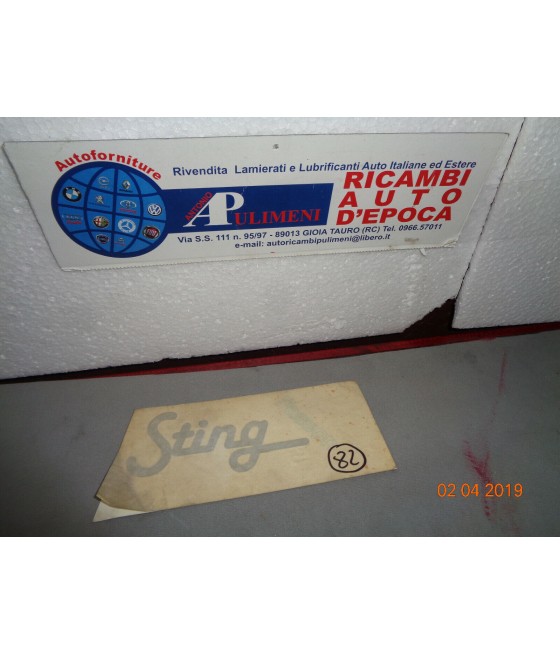 Autoforniture
Rivendita Lamierati e Lubrificanti Auto Italiane ed Estere
ANTONIO
PULIMENI
RICAMBI
AUTO
D'EPOCA
Via S.S. 111 n. 95/97 - 89013 GIOIA TAURO (RC) Tel. 0966.57011
e-mail: autoricambipulimeni@libero.it
Sting
82
02 04 2019